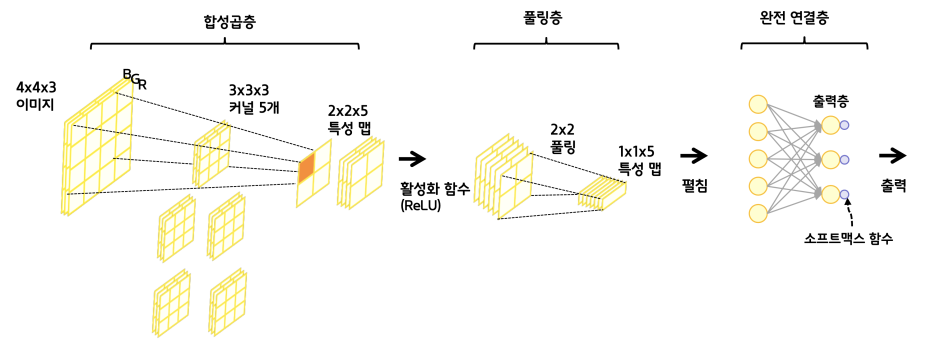 합성곱층
풀링층
완전 연결층
4x4x3
이미지
BGR
3x3x3
커널 5개
2x2x5
특성 맵
활성화 함수
(ReLU)
2x2
풀링
1x1x5
특성 맵
펼침
출력층
소프트맥스 함수
출력